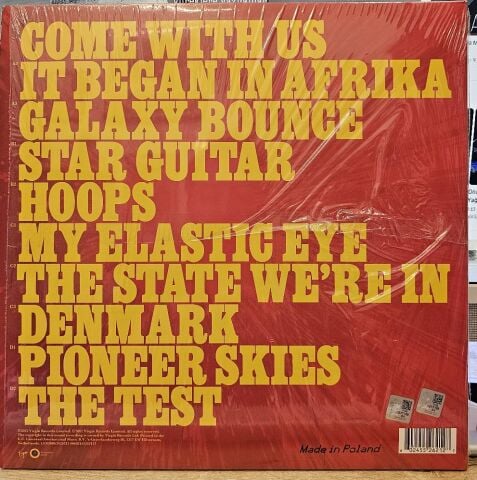 COME WITH US
IT BEGAN IN AFRIKA
GALAXY BOUNCE
STAR GUITAR
HOOPS
MY ELASTIC EYE
THE STATE WE'RE IN
DENMARK
PIONEER SKIES
THE TEST
Made in Poland